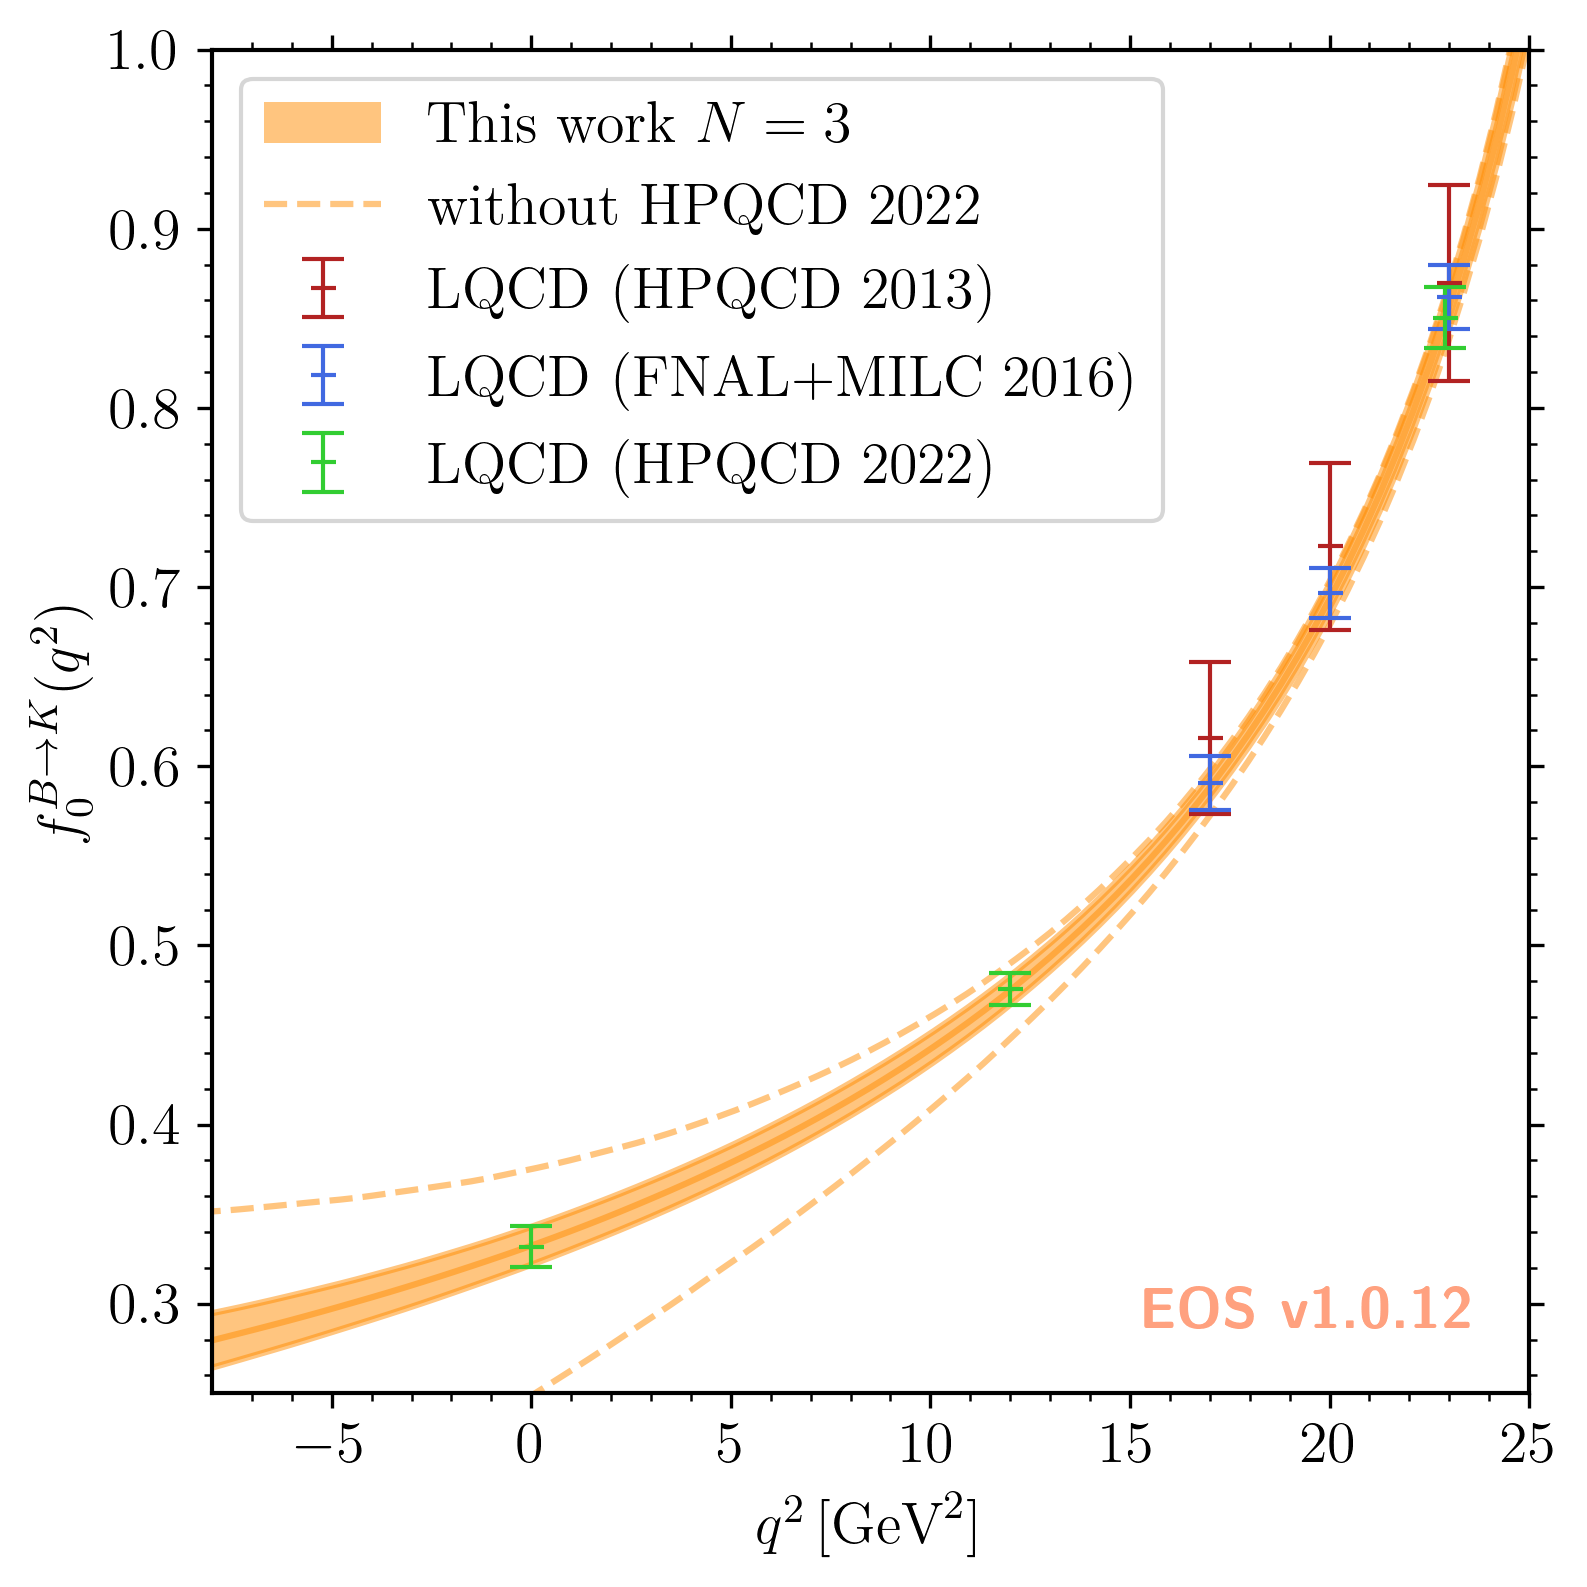 1.0
0.9
0.8
0.7
0.6
0.5
0.4
0.3
f_0^{B→K}(q^2)
This work N = 3
without HPQCD 2022
LQCD (HPQCD 2013)
LQCD (FNAL+MILC 2016)
LQCD (HPQCD 2022)
EOS v1.0.12
−5 0 5 10 15 20 25
q^2 [GeV^2]